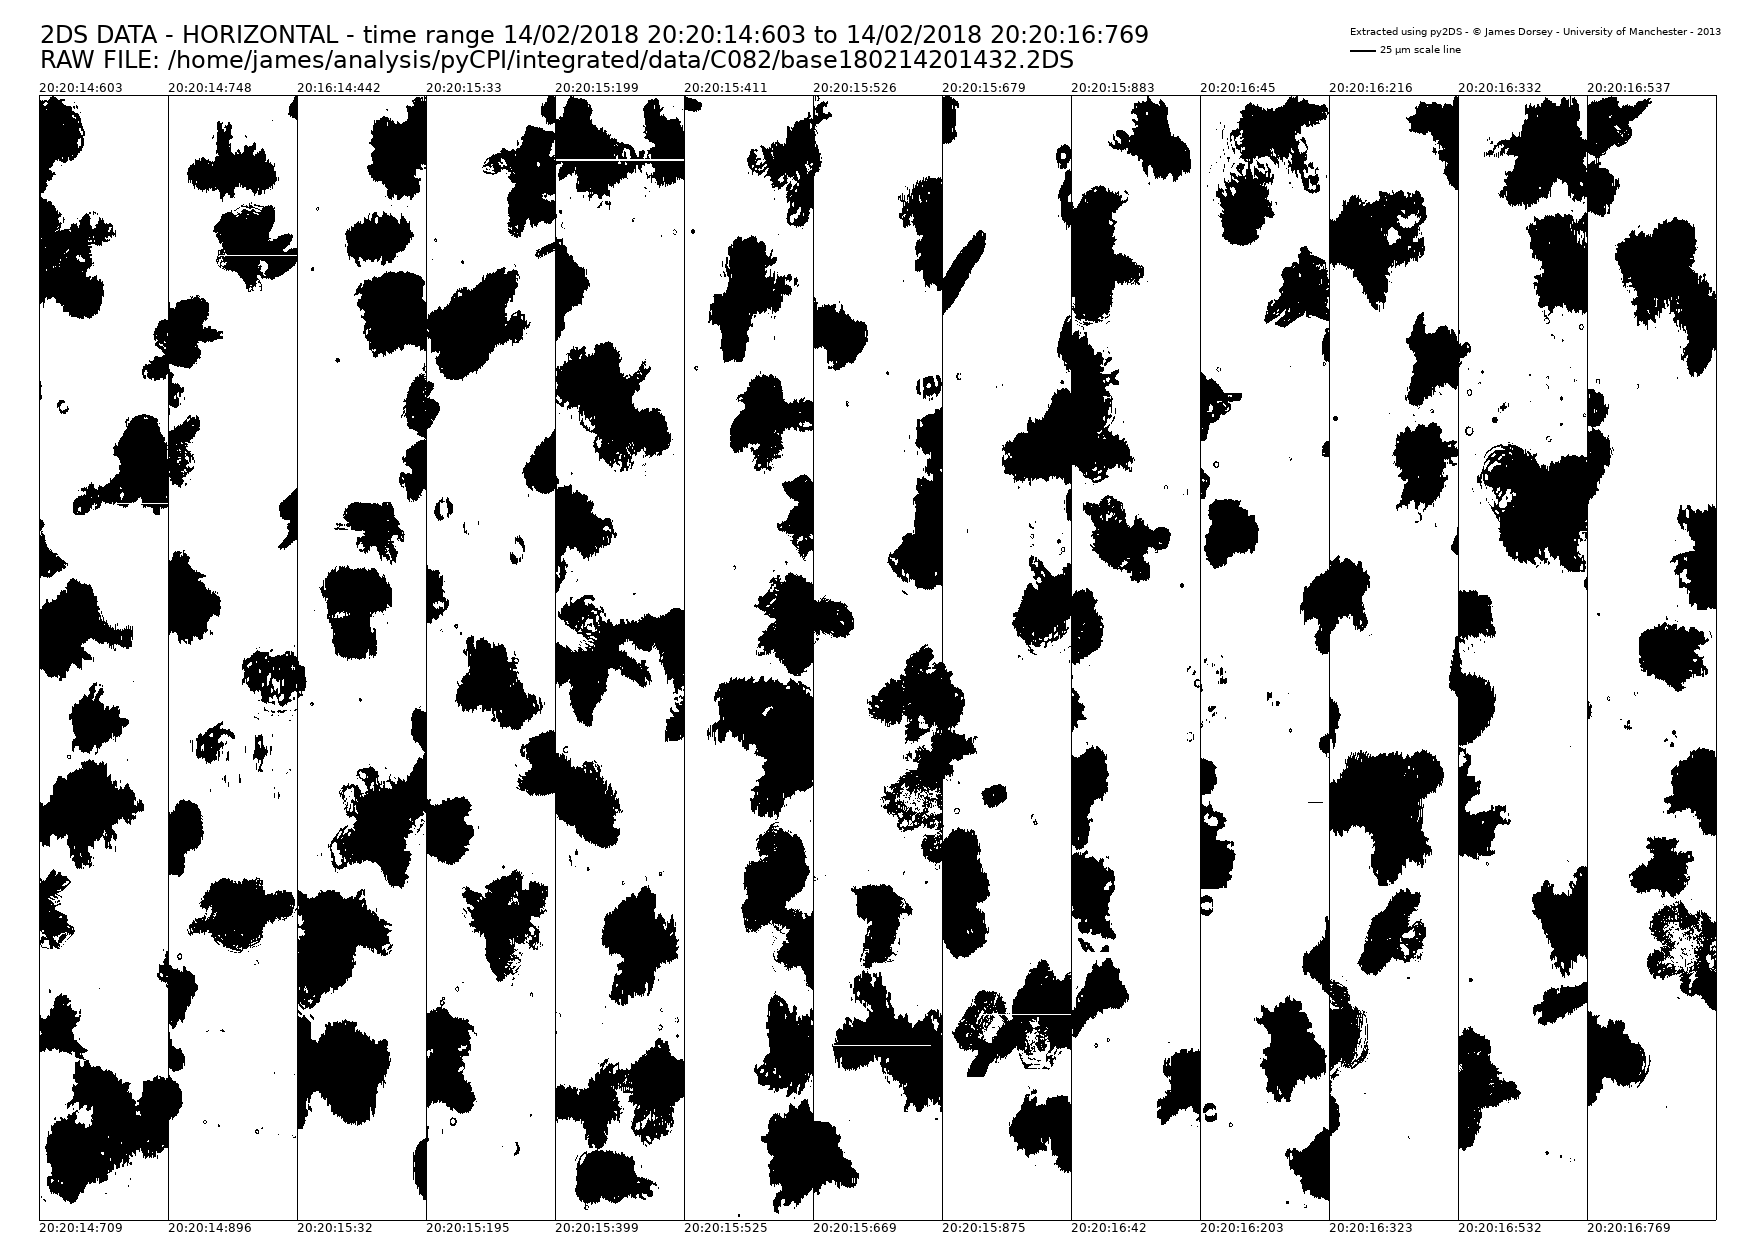 2DS DATA - HORIZONTAL - time range 14/02/2018 20:20:14:603 to 14/02/2018 20:20:16:769
RAW FILE: /home/james/analysis/pyCPI/integrated/data/C082/base180214201432.2DS
Extracted using py2DS - © James Dorsey - University of Manchester - 2013
25 µm scale line
20:20:14:603 20:20:14:748 20:16:14:442 20:20:15:33 20:20:15:199 20:20:15:411 20:20:15:526 20:20:15:679 20:20:15:883 20:20:16:45 20:20:16:216 20:20:16:332 20:20:16:537
20:20:14:709 20:20:14:896 20:20:15:32 20:20:15:195 20:20:15:399 20:20:15:525 20:20:15:669 20:20:15:875 20:20:16:42 20:20:16:203 20:20:16:323 20:20:16:532 20:20:16:769